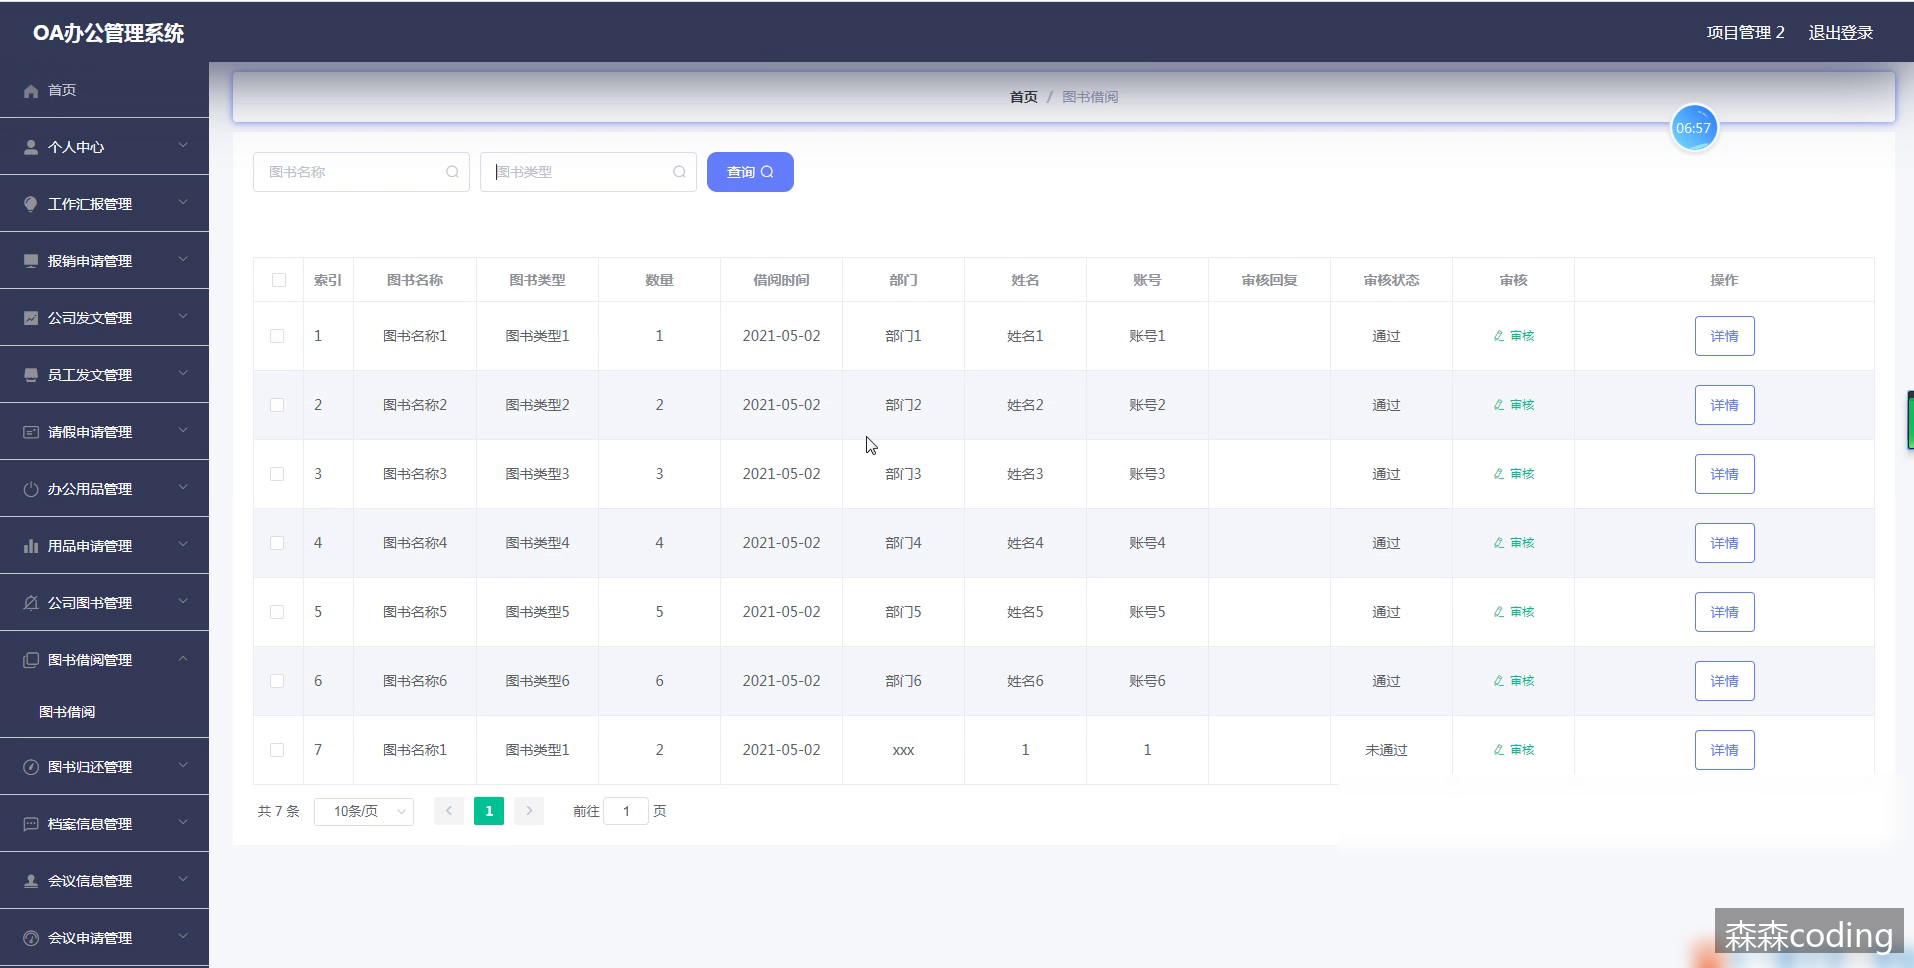 OA办公管理系统
项目管理 2 退出登录
首页
个人中心
工作汇报管理
报销申请管理
公司发文管理
员工发文管理
请假申请管理
办公用品管理
用品申请管理
公司图书管理
图书借阅管理
图书借阅
图书归还管理
档案信息管理
会议信息管理
会议申请管理
首页 / 图书借阅
06:57
图书名称 图书类型 查询
索引 图书名称 图书类型 数量 借阅时间 部门 姓名 账号 审核回复 审核状态 审核 操作
1 图书名称1 图书类型1 1 2021-05-02 部门1 姓名1 账号1 通过 审核 详情
2 图书名称2 图书类型2 2 2021-05-02 部门2 姓名2 账号2 通过 审核 详情
3 图书名称3 图书类型3 3 2021-05-02 部门3 姓名3 账号3 通过 审核 详情
4 图书名称4 图书类型4 4 2021-05-02 部门4 姓名4 账号4 通过 审核 详情
5 图书名称5 图书类型5 5 2021-05-02 部门5 姓名5 账号5 通过 审核 详情
6 图书名称6 图书类型6 6 2021-05-02 部门6 姓名6 账号6 通过 审核 详情
7 图书名称1 图书类型1 2 2021-05-02 xxx 1 1 未通过 审核 详情
共 7 条 10条/页 1 前往 1 页
森森coding